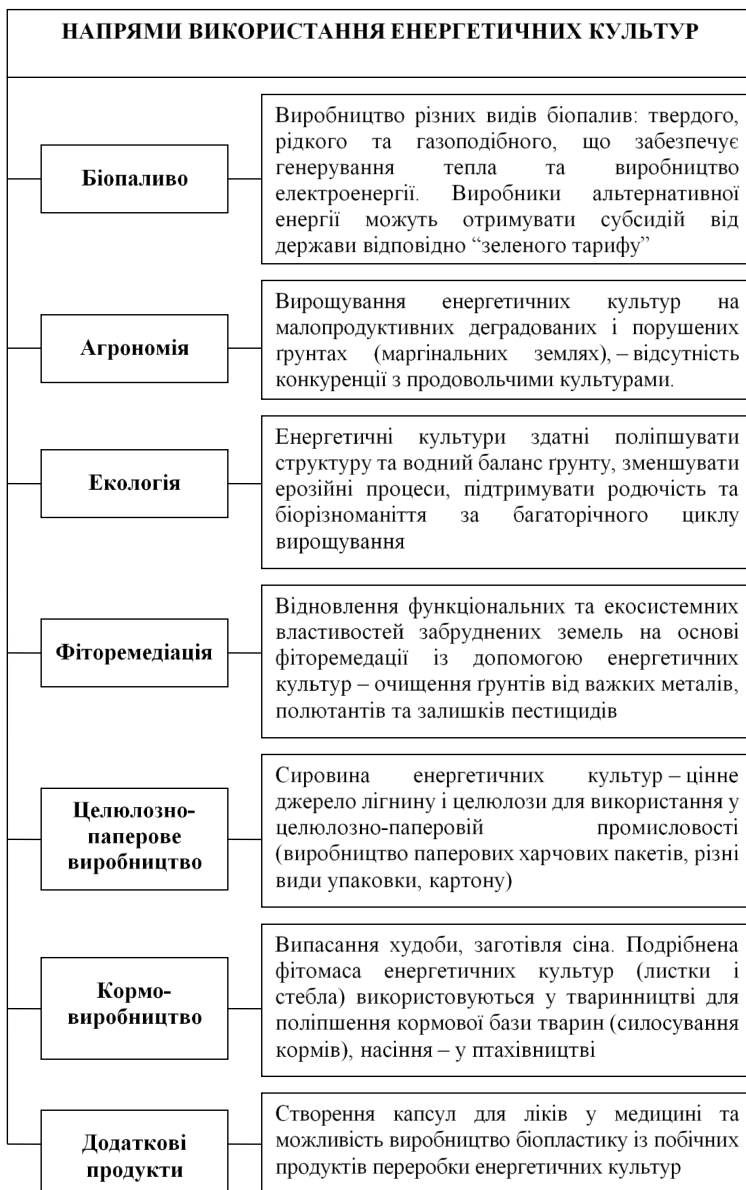 НАПРЯМИ ВИКОРИСТАННЯ ЕНЕРГЕТИЧНИХ КУЛЬТУР
Біопаливо
Виробництво різних видів біопалив: твердого,
рідкого та газоподібного, що забезпечує
генерування тепла та виробництво
електроенергії. Виробники альтернативної
енергії можуть отримувати субсидій від
держави відповідно “зеленого тарифу”
Агрономія
Вирощування енергетичних культур на
малопродуктивних деградованих і порушених
ґрунтах (маргінальних землях), – відсутність
конкуренції з продовольчими культурами.
Екологія
Енергетичні культури здатні поліпшувати
структуру та водний баланс ґрунту, зменшувати
ерозійні процеси, підтримувати родючість та
біорізноманіття за багаторічного циклу
вирощування
Фіторемедіація
Відновлення функціональних та екосистемних
властивостей забруднених земель на основі
фіторемедації із допомогою енергетичних
культур – очищення ґрунтів від важких металів,
полютантів та залишків пестицидів
Целюлозно-
паперове
виробництво
Сировина енергетичних культур – цінне
джерело лігнину і целюлози для використання у
целюлозно-паперовій промисловості
(виробництво паперових харчових пакетів, різні
види упаковки, картону)
Кормо-
виробництво
Випасання худоби, заготівля сіна. Подрібнена
фітомаса енергетичних культур (листки і
стебла) використовуються у тваринництві для
поліпшення кормової бази тварин (силосування
кормів), насіння – у птахівництві
Додаткові
продукти
Створення капсул для ліків у медицині та
можливість виробництво біопластику із побічних
продуктів переробки енергетичних культур